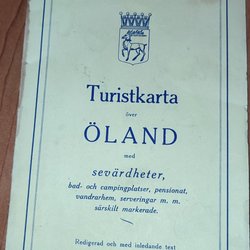 Turistkarta
över
ÖLAND
med
sevärdheter,
bad- och campingplatser, pensionat,
vandrarhem, serveringar m. m.
särskilt markerade.
Redigerad och med inledande text